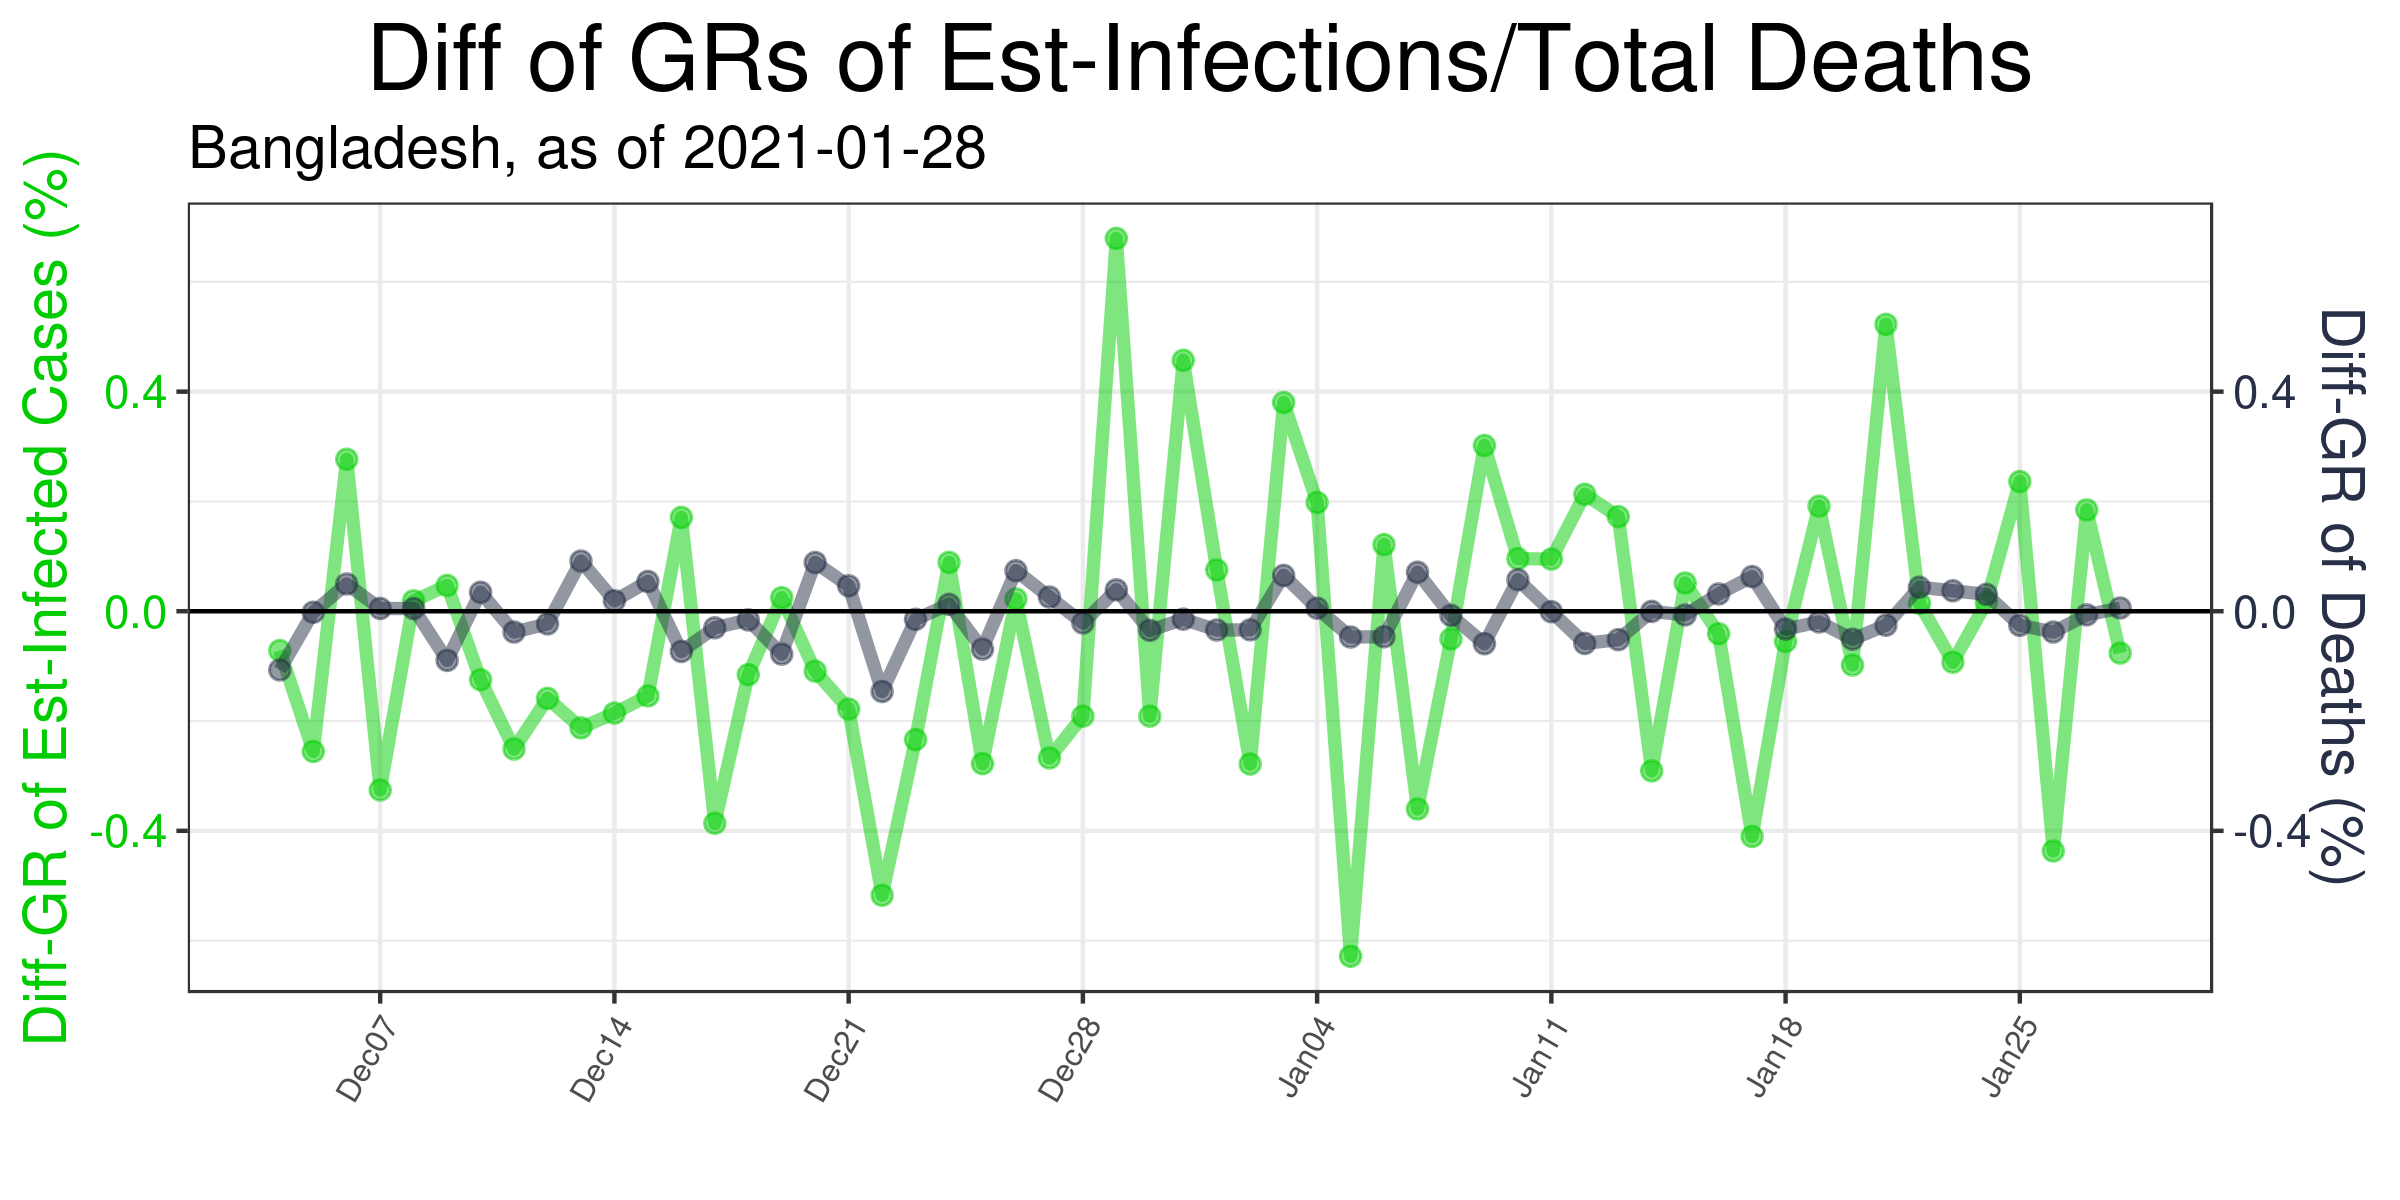 Diff of GRs of Est-Infections/Total Deaths
Bangladesh, as of 2021-01-28
Diff-GR of Est-Infected Cases (%)
0.4
0.0
-0.4
0.4
0.0
-0.4
Diff-GR of Deaths (%)
Dec07
Dec14
Dec21
Dec28
Jan04
Jan11
Jan18
Jan25